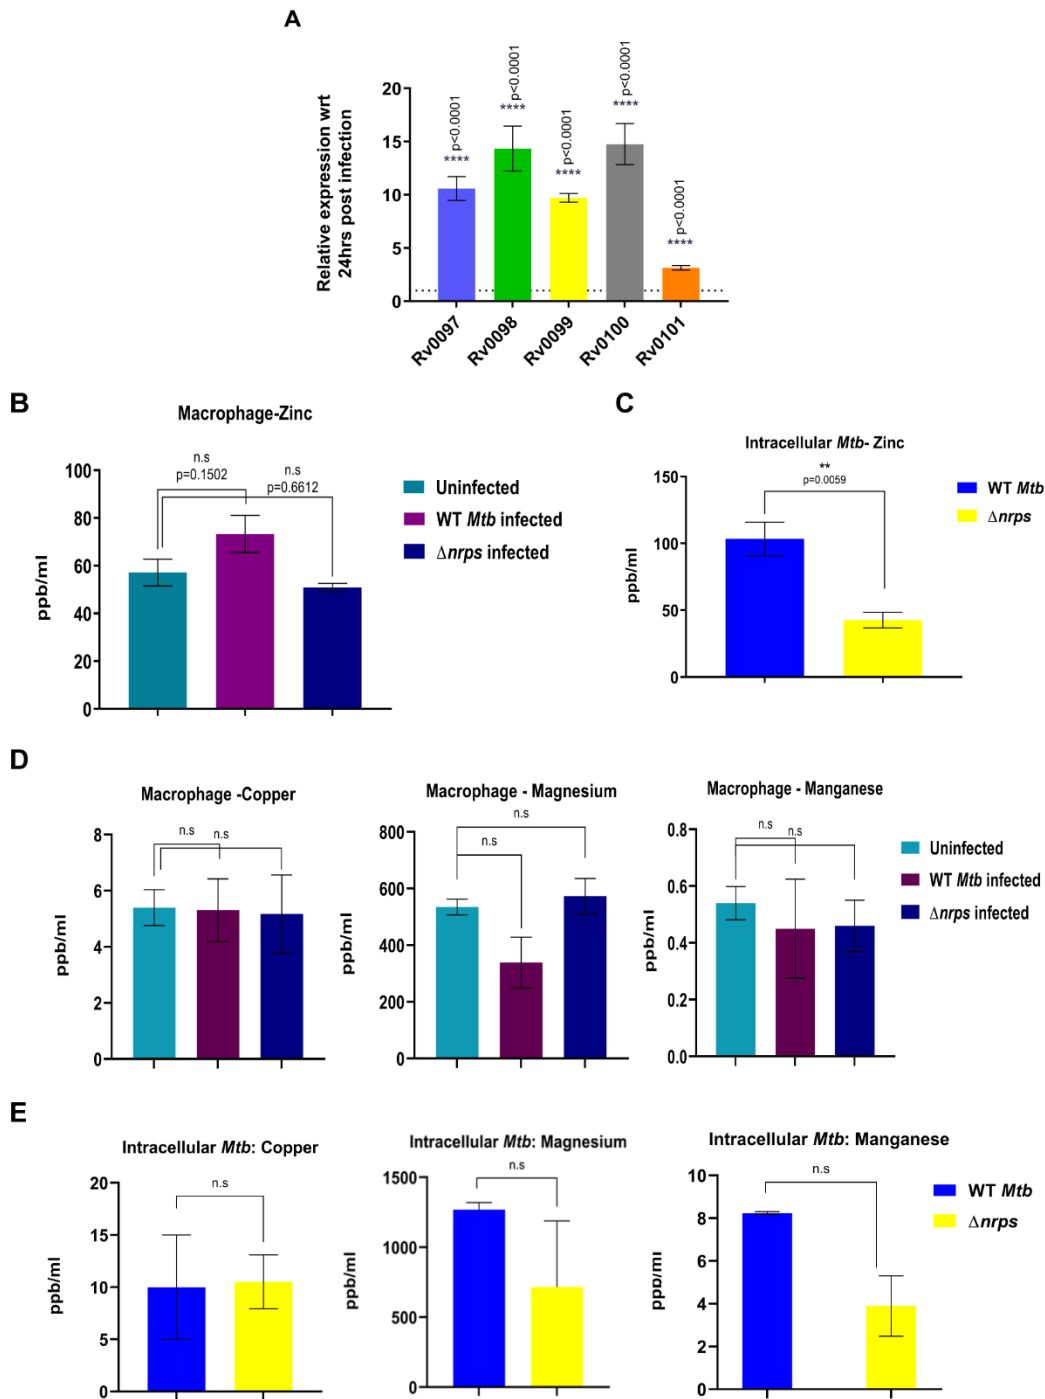 A
Relative expression wrt
24hrs post infection
20
15
10
5
0
p<0.0001
****
p<0.0001
****
p<0.0001
****
p<0.0001
****
p<0.0001
****
Rv0097
Rv0098
Rv0099
Rv0100
Rv0101
B
Macrophage-Zinc
n.s
p=0.1502
n.s
p=0.6612
ppb/ml
100
80
60
40
20
0
Uninfected
WT Mtb infected
Δnrps infected
C
Intracellular Mtb- Zinc
**
p=0.0059
ppb/ml
150
100
50
0
WT Mtb
Δnrps
D
Macrophage -Copper
n.s
n.s
ppb/ml
8
6
4
2
0
Macrophage - Magnesium
n.s
n.s
ppb/ml
800
600
400
200
0
Macrophage - Manganese
n.s
n.s
ppb/ml
0.8
0.6
0.4
0.2
0.0
Uninfected
WT Mtb infected
Δnrps infected
E
Intracellular Mtb: Copper
n.s
ppb/ml
20
15
10
5
0
Intracellular Mtb: Magnesium
n.s
ppb/ml
1500
1000
500
0
Intracellular Mtb: Manganese
n.s
ppb/ml
10
8
6
4
2
0
WT Mtb
Δnrps